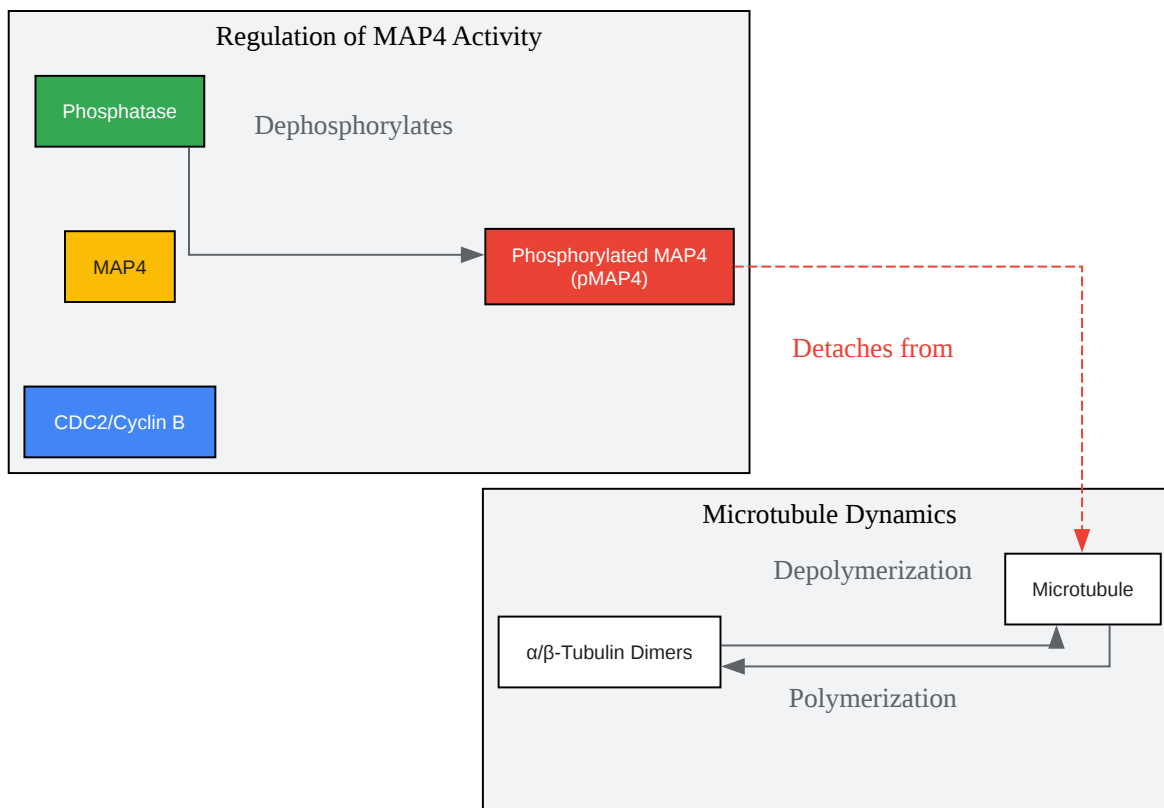 Regulation of MAP4 Activity
Phosphatase
Dephosphorylates
MAP4
Phosphorylated MAP4
(pMAP4)
Detaches from
CDC2/Cyclin B
Microtubule Dynamics
Depolymerization
Microtubule
α/β-Tubulin Dimers
Polymerization